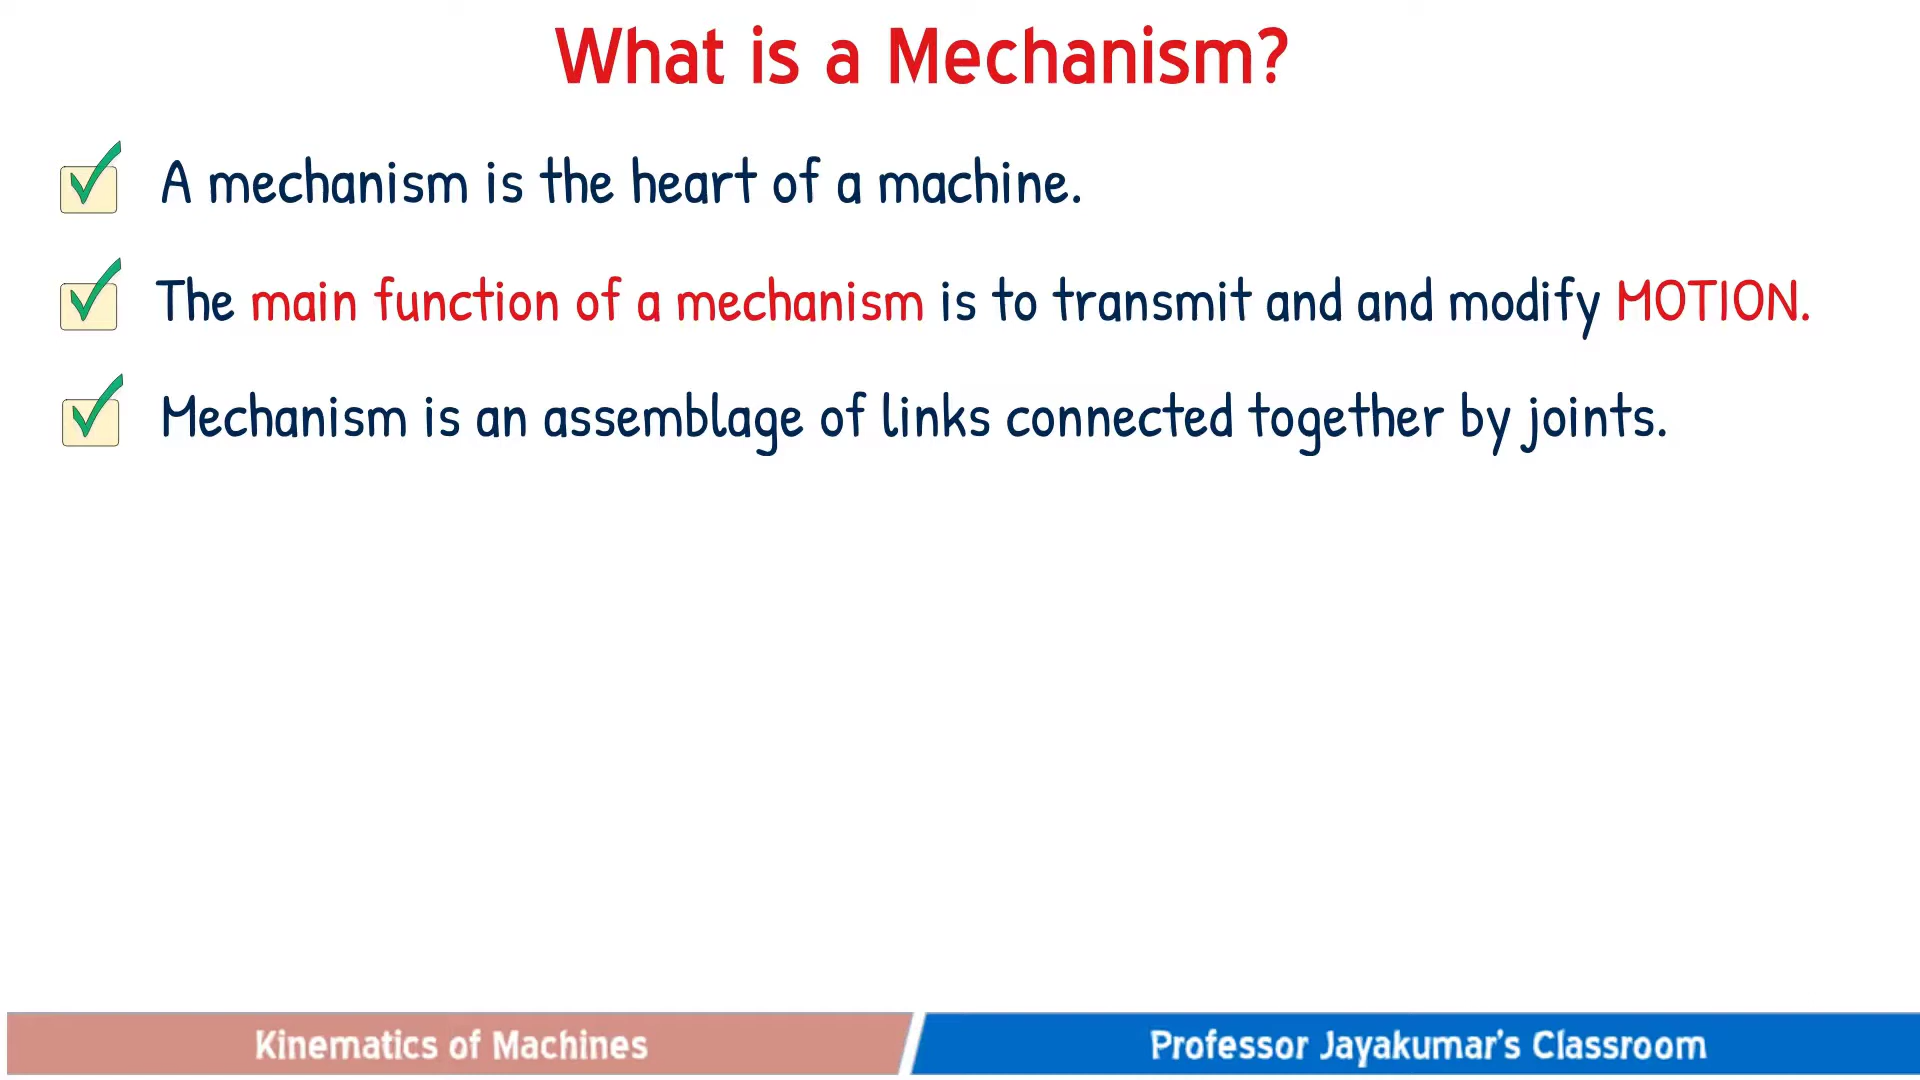 What is a Mechanism?
A mechanism is the heart of a machine.
The main function of a mechanism is to transmit and and modify MOTION.
Mechanism is an assemblage of links connected together by joints.
Kinematics of Machines
Professor Jayakumar's Classroom